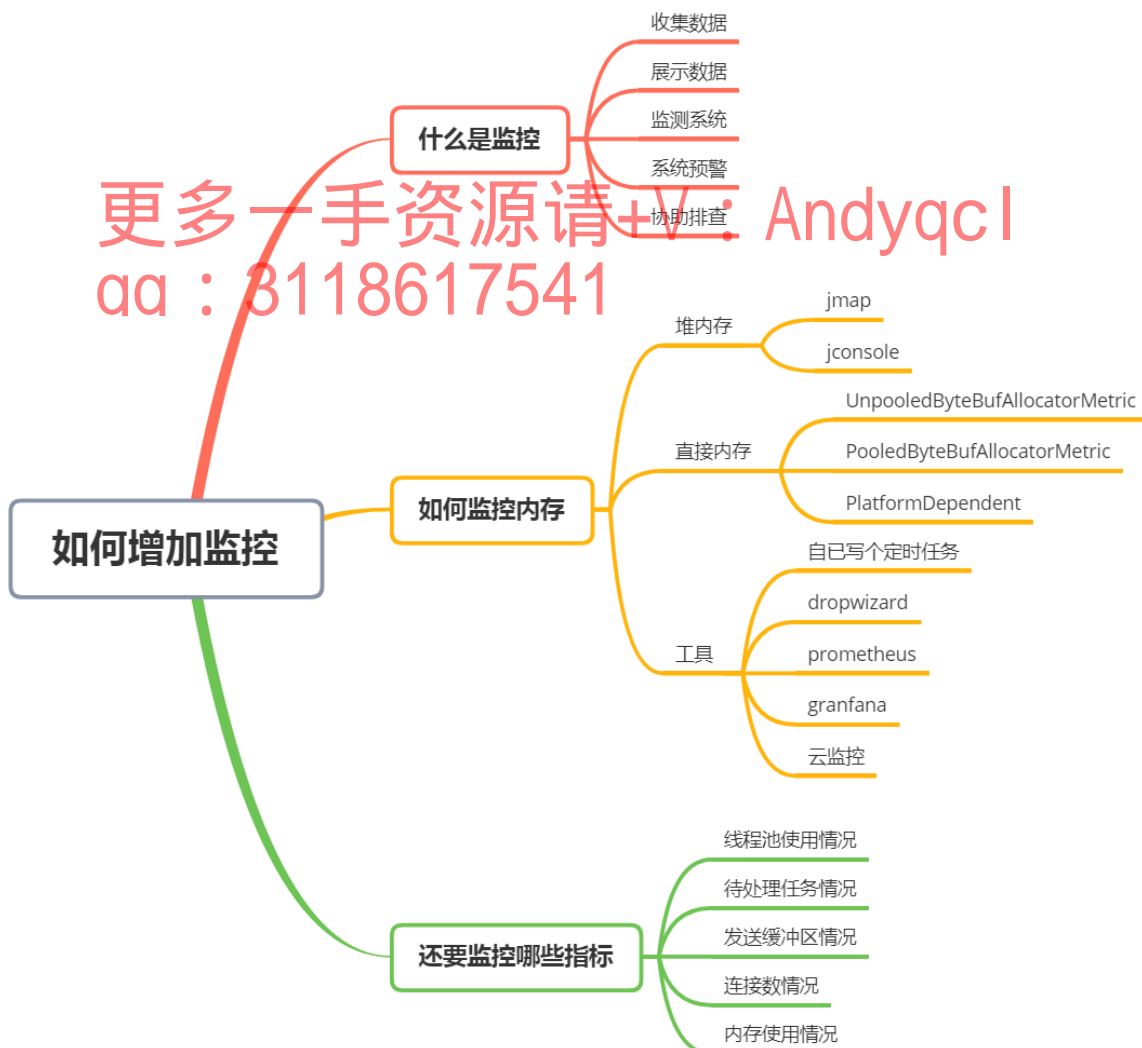 收集数据
展示数据
监测系统
系统预警
协助排查
什么是监控
更多一手资源请+V：Andyqcl
qq：3118617541
jmap
jconsole
堆内存
UnpooledByteBufAllocatorMetric
PooledByteBufAllocatorMetric
PlatformDependent
直接内存
如何监控内存
如何增加监控
自已写个定时任务
dropwizard
prometheus
granfana
云监控
工具
线程池使用情况
待处理任务情况
发送缓冲区情况
连接数情况
内存使用情况
还要监控哪些指标